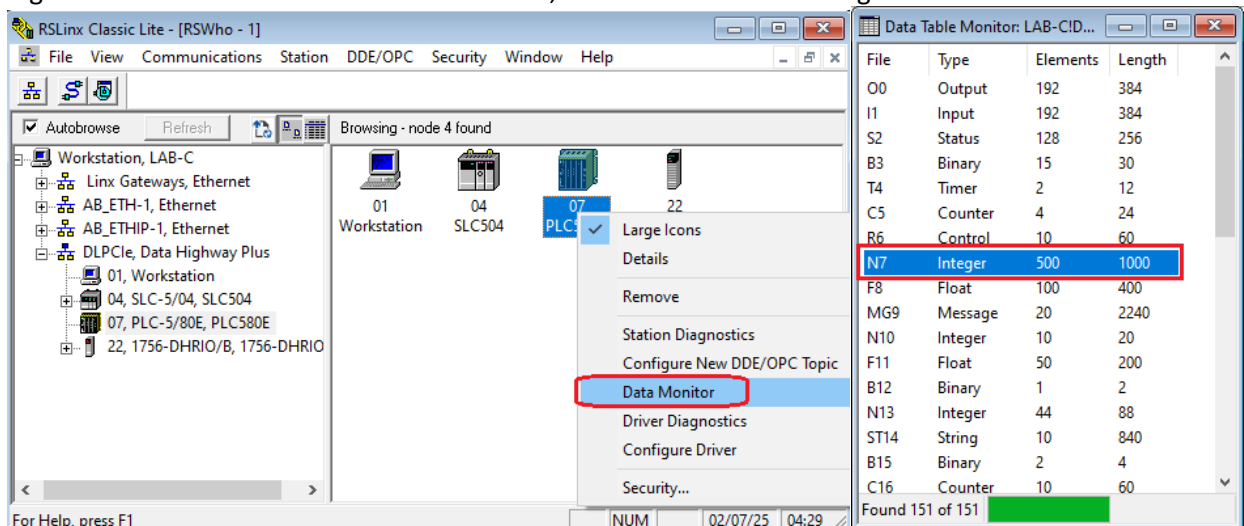 RSLinx Classic Lite - [RSWho - 1]
File View Communications Station DDE/OPC Security Window Help
Autobrowse Refresh Browsing - node 4 found
Workstation, LAB-C
Linx Gateways, Ethernet
AB_ETH-1, Ethernet
AB_ETHIP-1, Ethernet
DLPCIe, Data Highway Plus
01, Workstation
04, SLC-5/04, SLC504
07, PLC-5/80E, PLC580E
22, 1756-DHRIO/B, 1756-DHRIO
01
Workstation
04
SLC504
07
22
Large Icons
Details
Remove
Station Diagnostics
Configure New DDE/OPC Topic
Data Monitor
Driver Diagnostics
Configure Driver
Security...
For Help, press F1 NUM 02/07/25 04:29
Data Table Monitor: LAB-C!D...
File Type Elements Length
O0 Output 192 384
I1 Input 192 384
S2 Status 128 256
B3 Binary 15 30
T4 Timer 2 12
C5 Counter 4 24
R6 Control 10 60
N7 Integer 500 1000
F8 Float 100 400
MG9 Message 20 2240
N10 Integer 10 20
F11 Float 50 200
B12 Binary 1 2
N13 Integer 44 88
ST14 String 10 840
B15 Binary 2 4
C16 Counter 10 60
Found 151 of 151